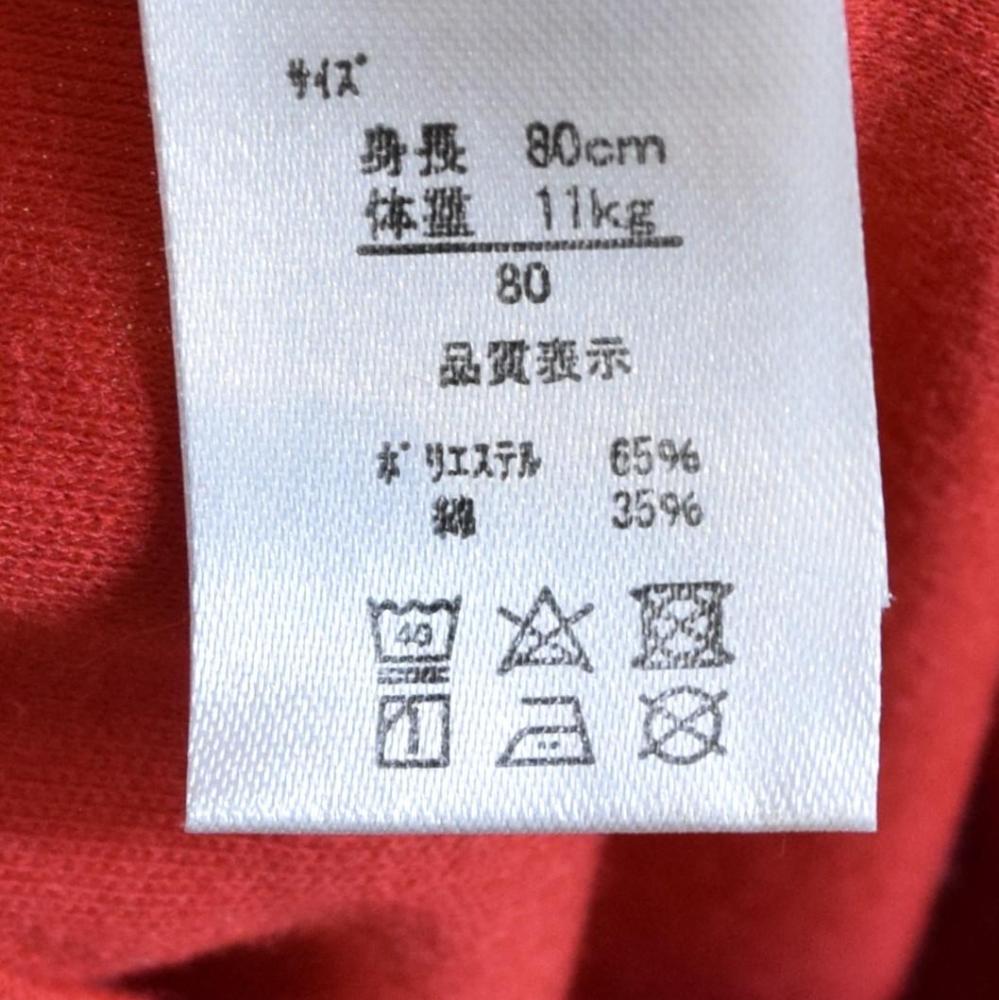 ｻｲｽﾞ
身長 80cm
体重 11kg
80
品質表示
ﾎﾟﾘｴｽﾃﾙ 65%
綿 35%
40